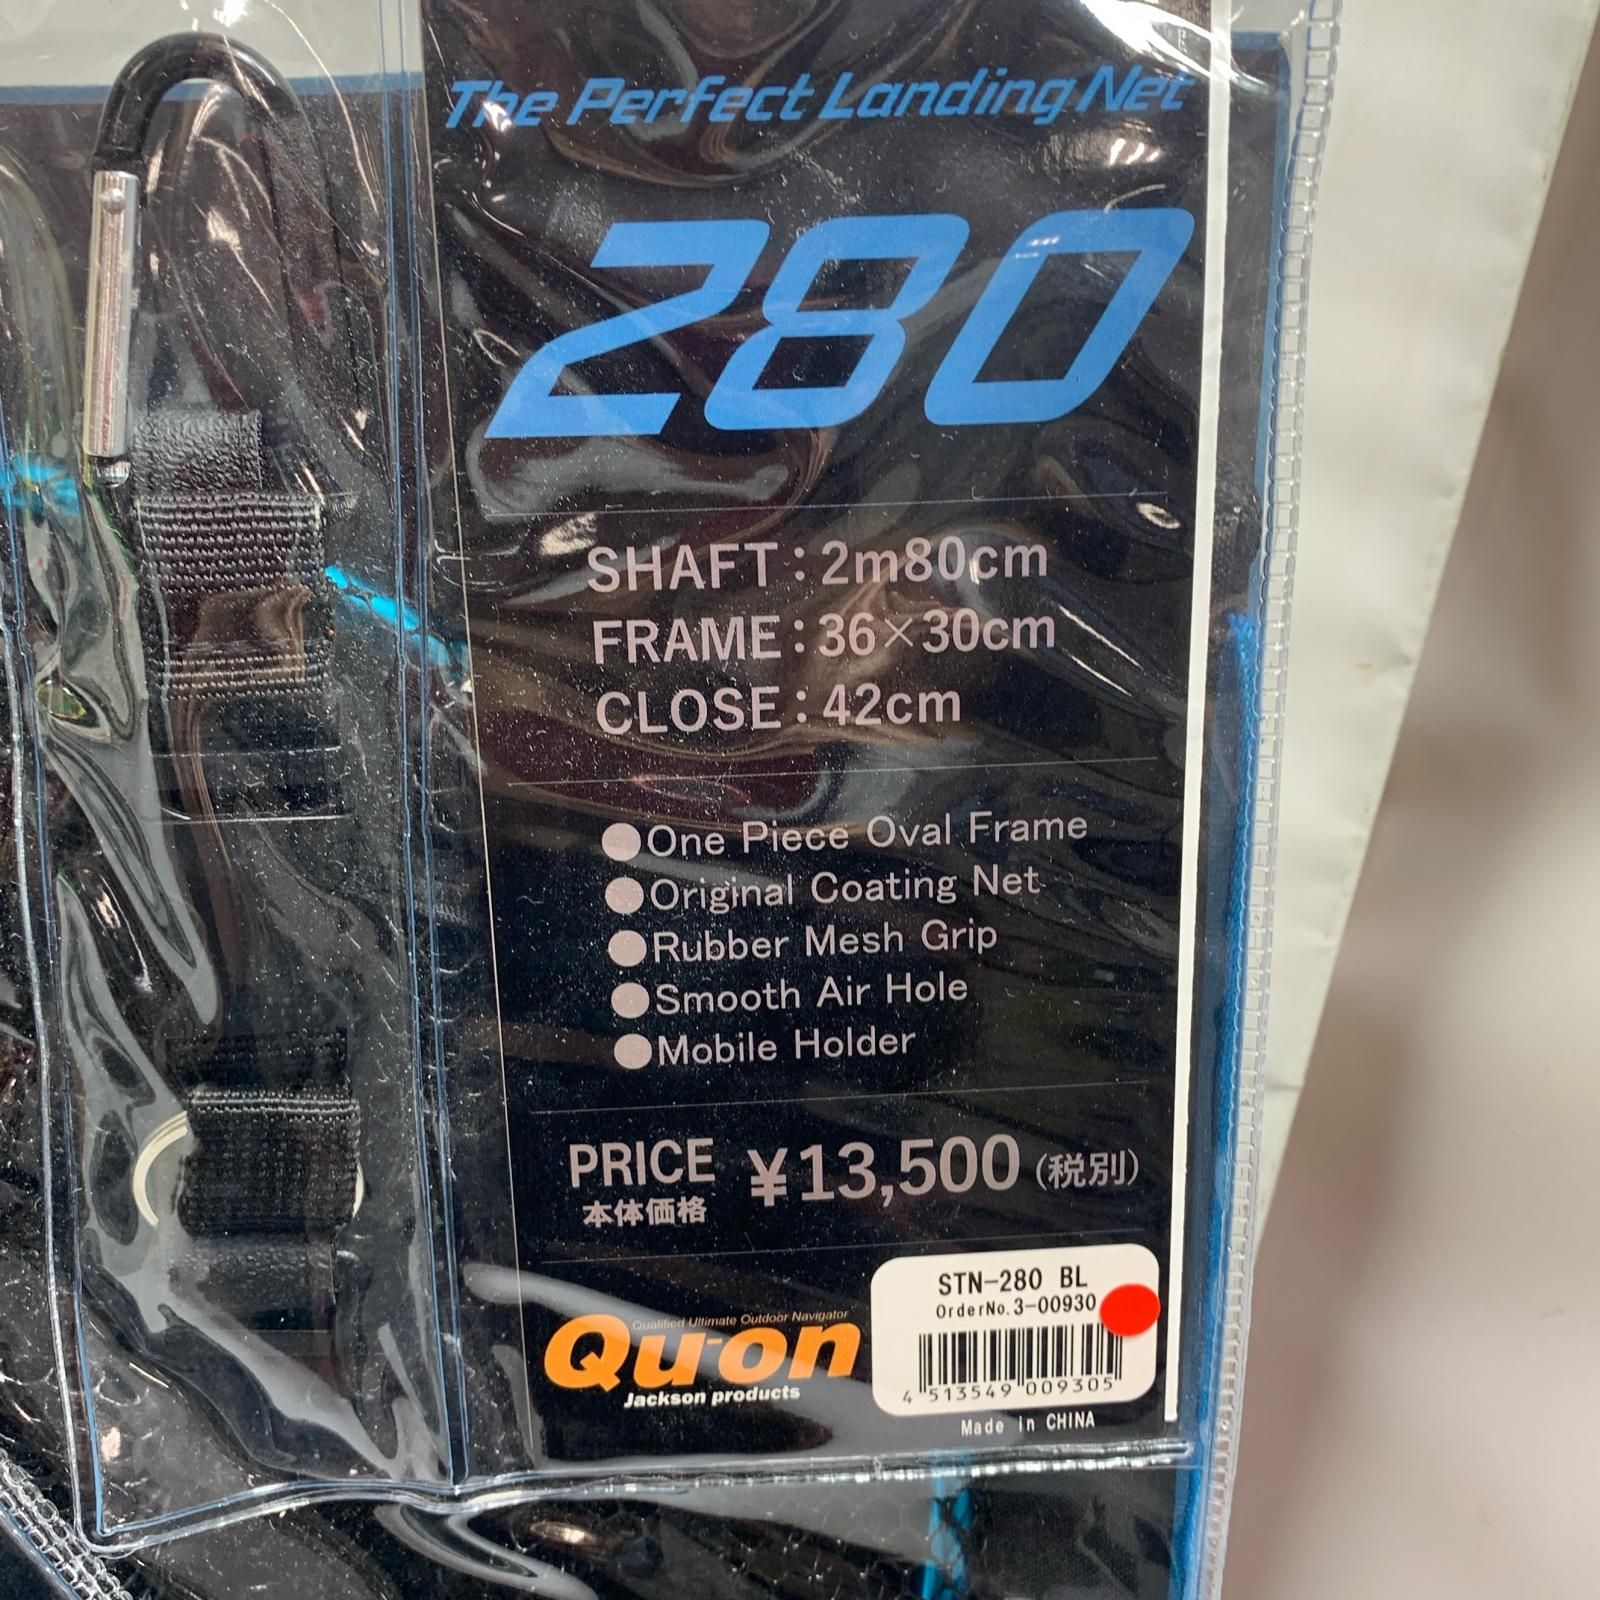 The Perfect Landing Net
280
SHAFT : 2m80cm
FRAME : 36×30cm
CLOSE : 42cm
●One Piece Oval Frame
●Original Coating Net
●Rubber Mesh Grip
●Smooth Air Hole
●Mobile Holder
PRICE ¥13,500 (税別)
本体価格
Qualified Ultimate Outdoor Navigator
Qu-on
Jackson products
STN-280 BL
OrderNo.3-00930
4 513549 009305
Made in CHINA